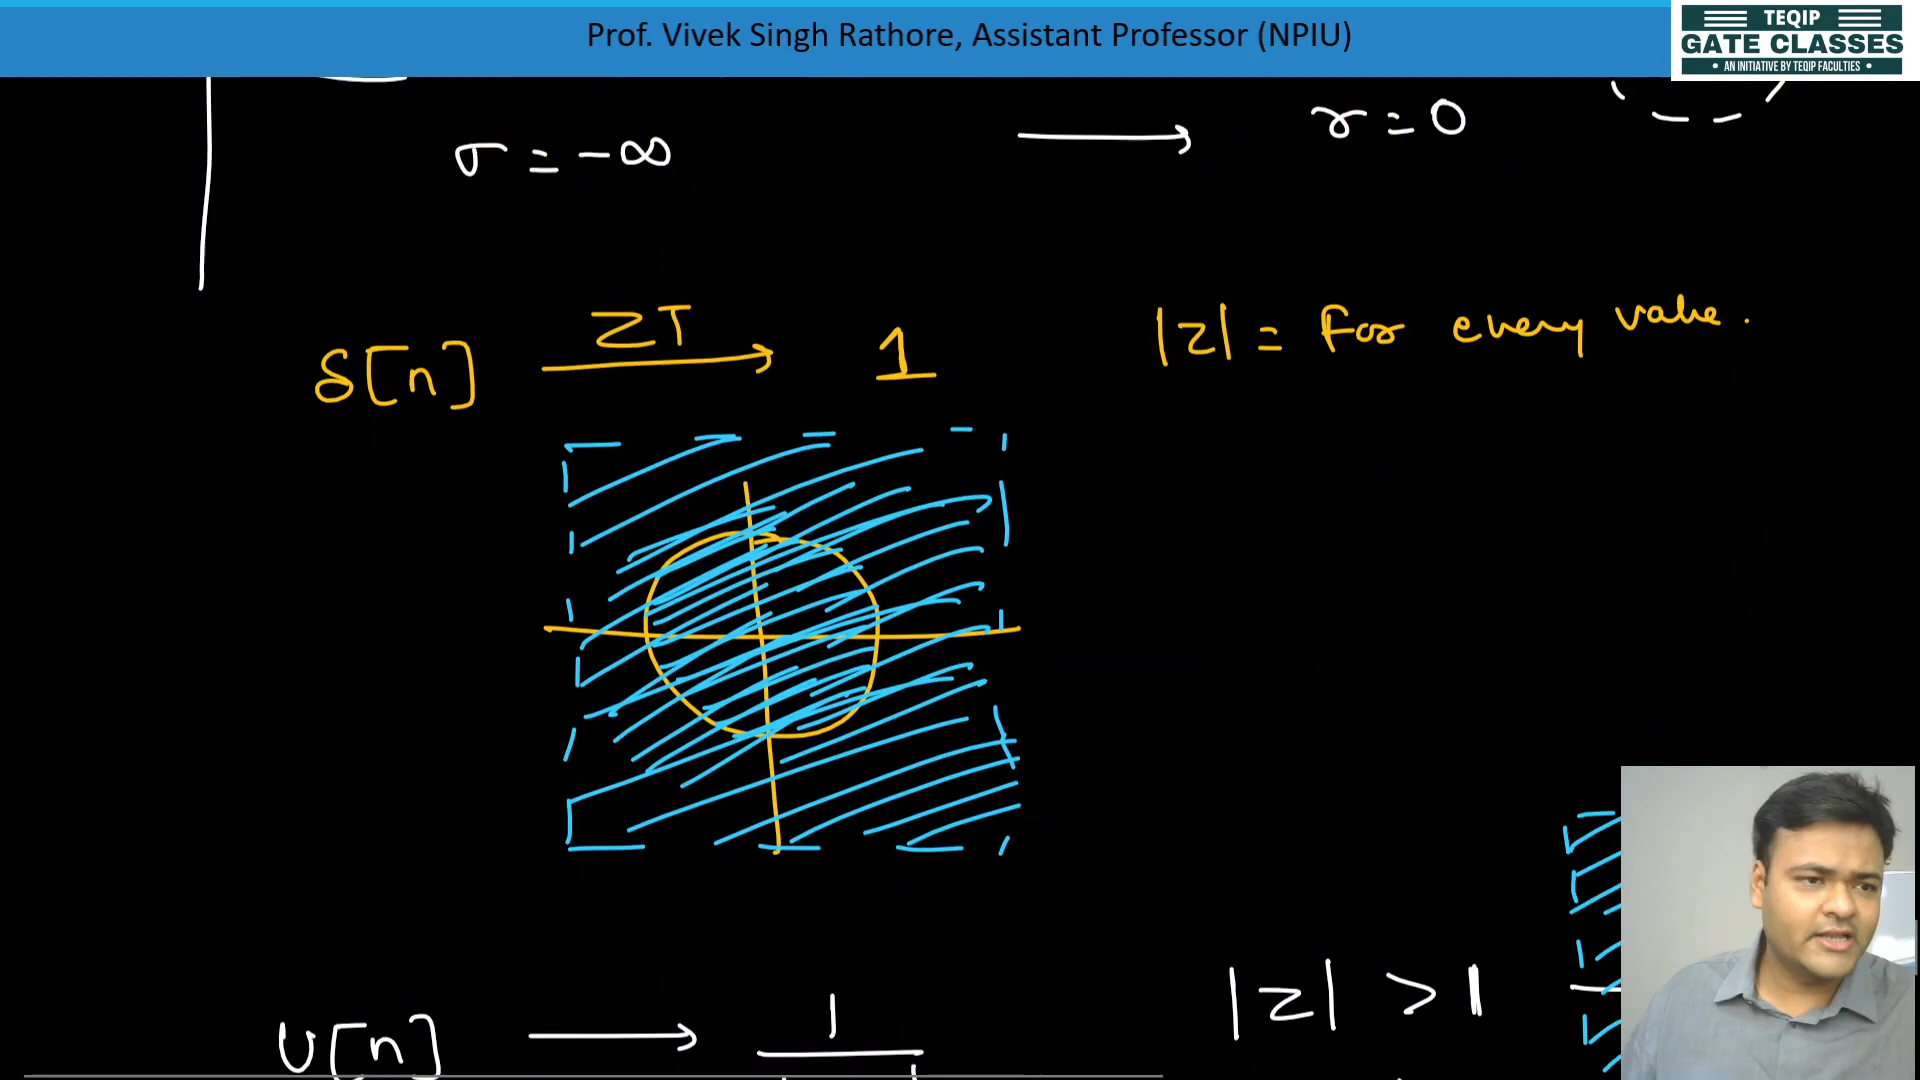 Prof. Vivek Singh Rathore, Assistant Professor (NPIU)
TEQIP
GATE CLASSES
• AN INITIATIVE BY TEQIP FACULTIES •
σ = -∞ → r = 0
δ[n] ZT → 1 |z| = For every value.
U[n] → 1 |z| > 1